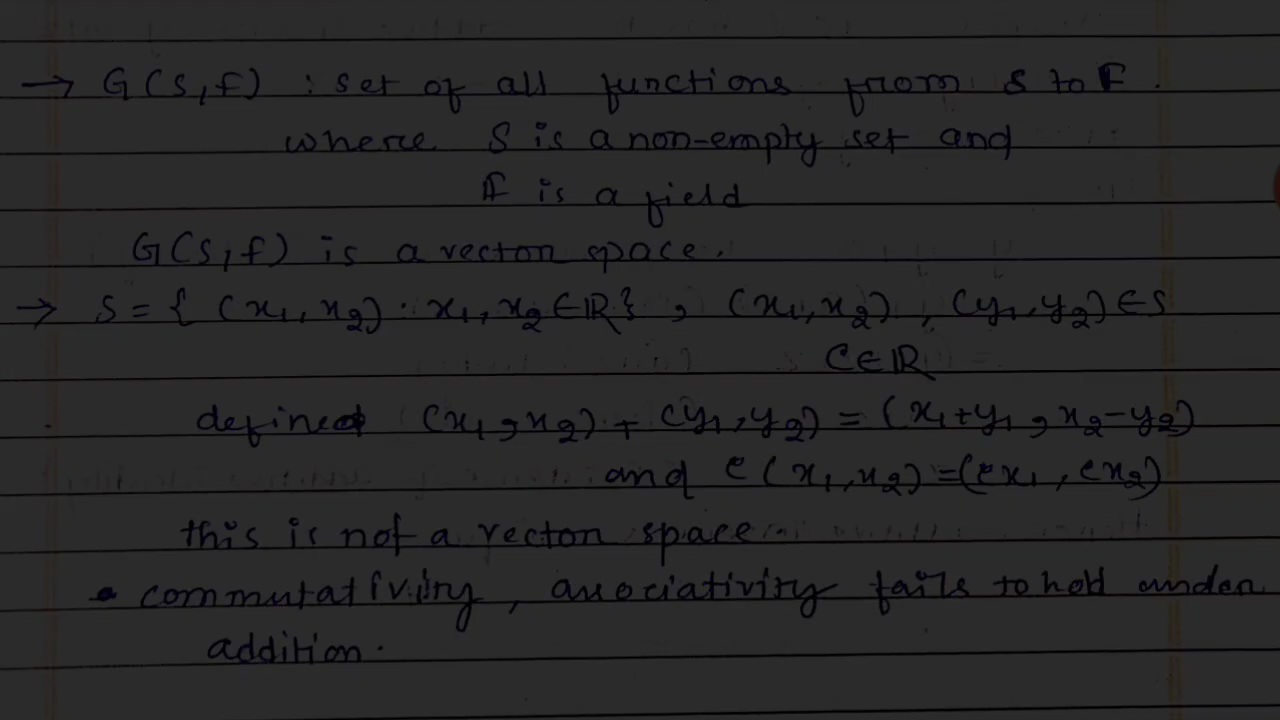 → G(S,F) : set of all functions from S to F.
where S is a non-empty set and
F is a field
G(S,F) is a vector space.
→ S = { (x₁, x₂) : x₁, x₂ ∈ ℝ } , (x₁, x₂) , (y₁, y₂) ∈ S
C ∈ ℝ
defined (x₁, x₂) + (y₁, y₂) = (x₁+y₁ , x₂-y₂)
and c(x₁, x₂) = (cx₁, cx₂)
this is not a vector space
• commutativity, associativity fails to hold under
addition.